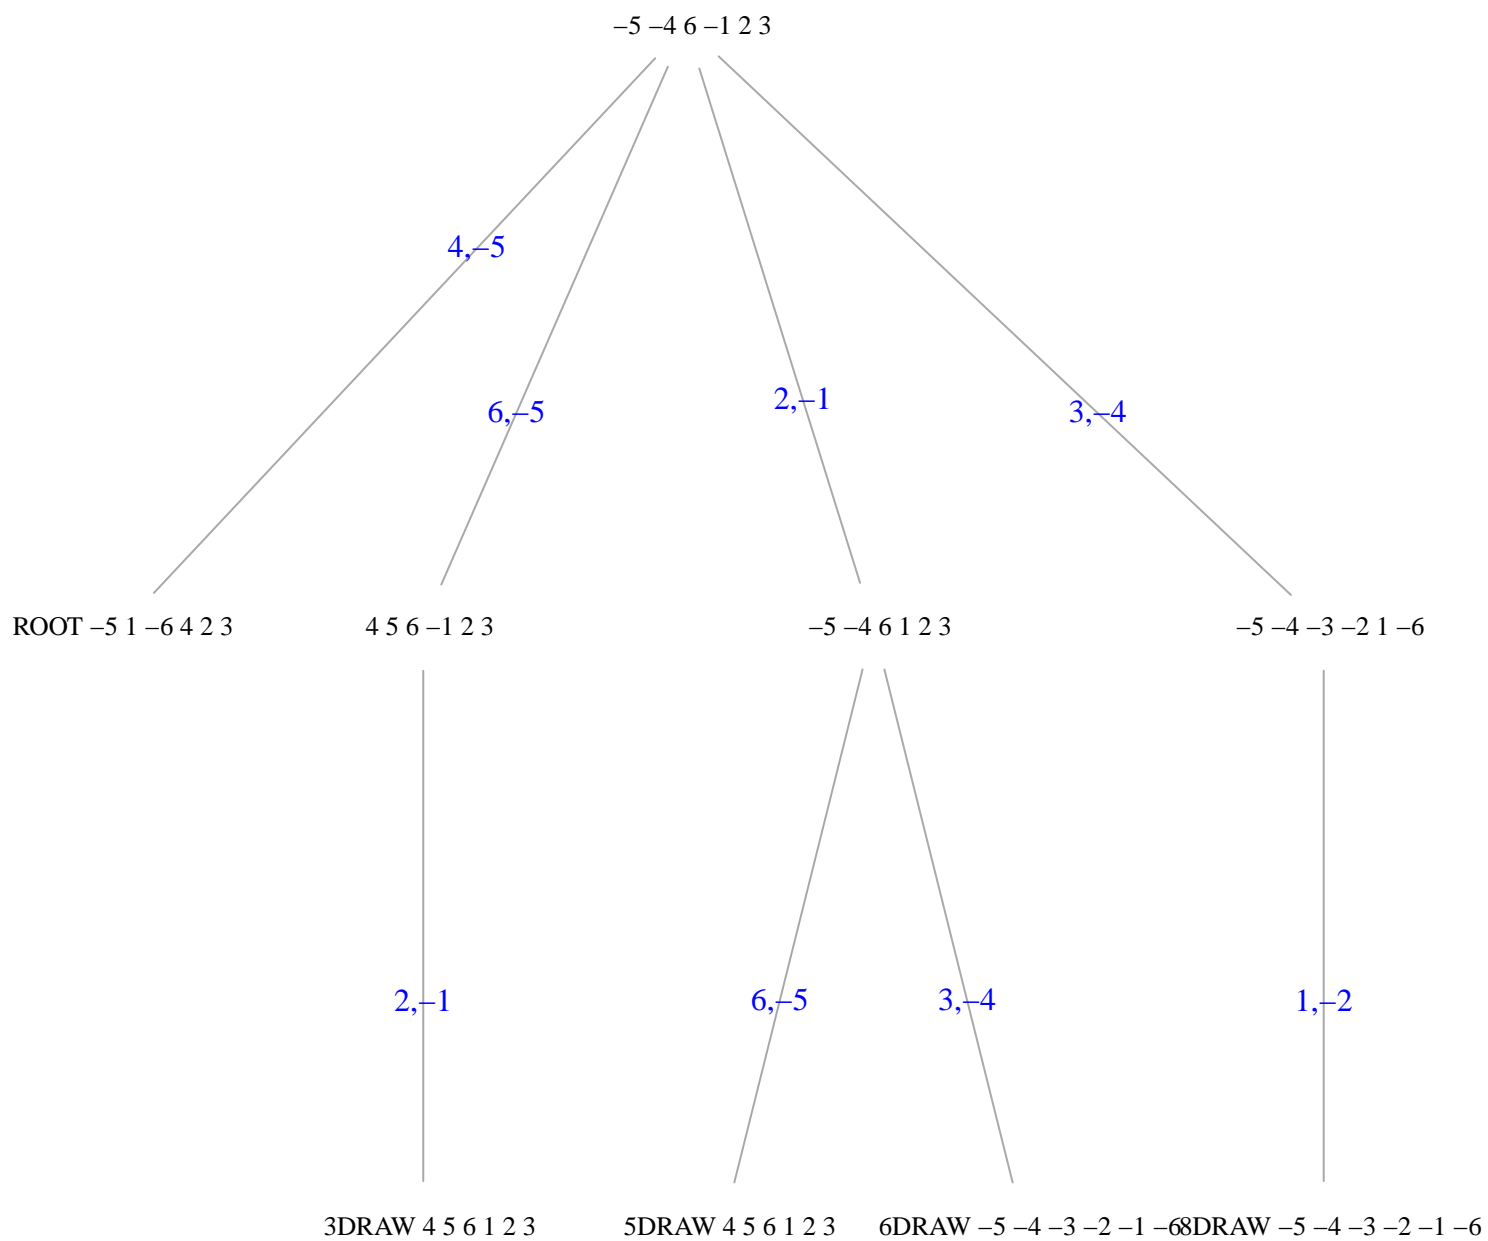 –5 –4 6 –1 2 3
4,–5
6,–5
2,–1
3,–4
ROOT –5 1 –6 4 2 3
4 5 6 –1 2 3
–5 –4 6 1 2 3
–5 –4 –3 –2 1 –6
2,–1
6,–5
3,–4
1,–2
3DRAW 4 5 6 1 2 3
5DRAW 4 5 6 1 2 3
6DRAW –5 –4 –3 –2 –1 –6
8DRAW –5 –4 –3 –2 –1 –6